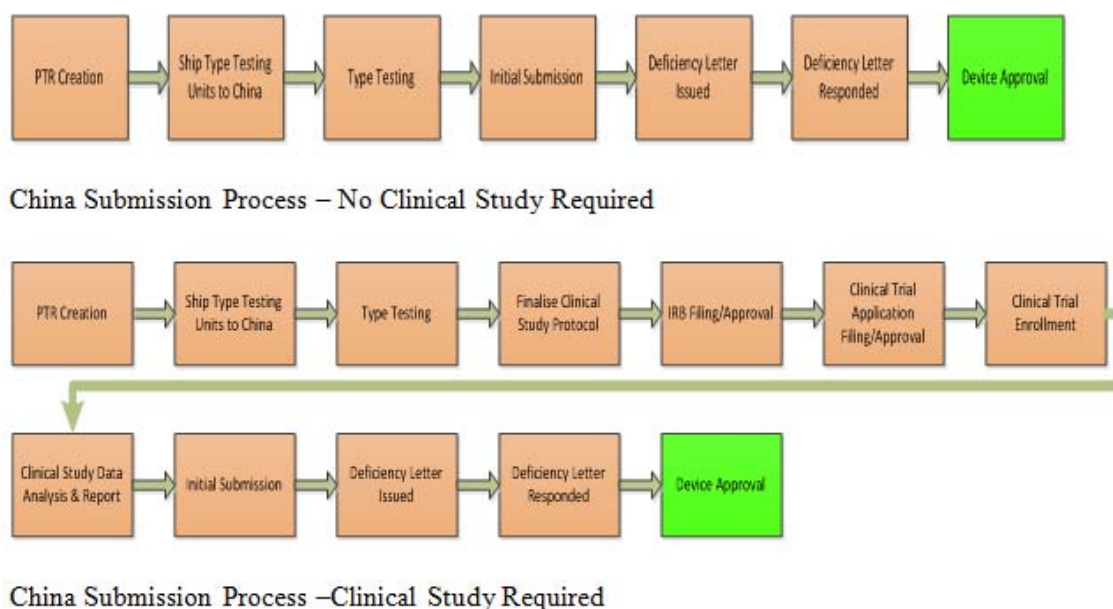 PTR Creation
Ship Type Testing
Units to China
Type Testing
Initial Submission
Deficiency Letter
Issued
Deficiency Letter
Responded
Device Approval
China Submission Process – No Clinical Study Required
PTR Creation
Ship Type Testing
Units to China
Type Testing
Finalise Clinical
Study Protocol
IRB Filing/Approval
Clinical Trial
Application
Filing/Approval
Clinical Trial
Enrollment
Clinical Study Data
Analysis & Report
Initial Submission
Deficiency Letter
Issued
Deficiency Letter
Responded
Device Approval
China Submission Process –Clinical Study Required